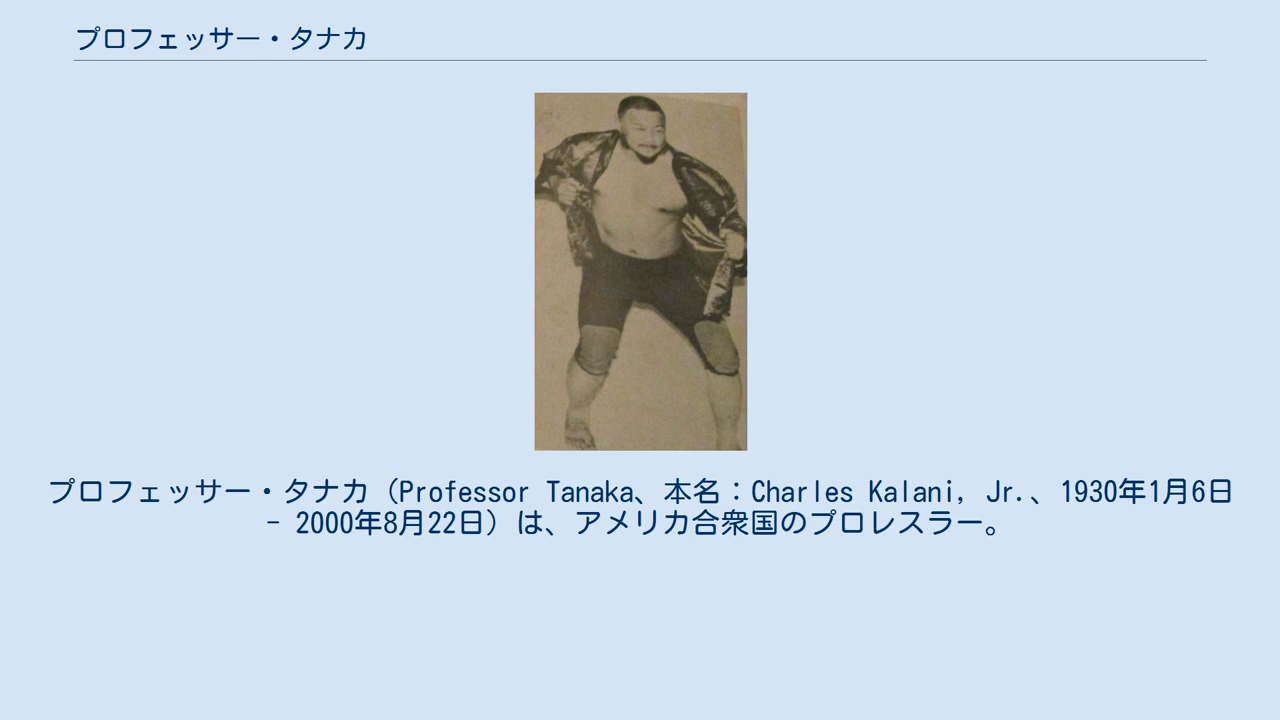 プロフェッサー・タナカ
プロフェッサー・タナカ（Professor Tanaka、本名：Charles Kalani, Jr.、1930年1月6日
- 2000年8月22日）は、アメリカ合衆国のプロレスラー。